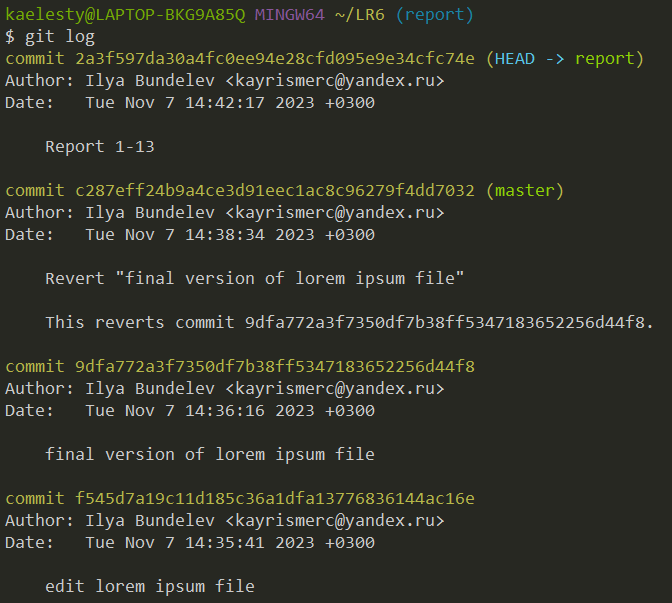 kaelesty@LAPTOP-BKG9A85Q MINGW64 ~/LR6 (report)
$ git log
commit 2a3f597da30a4fc0ee94e28cfd095e9e34cfc74e (HEAD -> report)
Author: Ilya Bundelev <kayrismerc@yandex.ru>
Date:   Tue Nov 7 14:42:17 2023 +0300
Report 1-13
commit c287eff24b9a4ce3d91eec1ac8c96279f4dd7032 (master)
Author: Ilya Bundelev <kayrismerc@yandex.ru>
Date:   Tue Nov 7 14:38:34 2023 +0300
Revert "final version of lorem ipsum file"
This reverts commit 9dfa772a3f7350df7b38ff5347183652256d44f8.
commit 9dfa772a3f7350df7b38ff5347183652256d44f8
Author: Ilya Bundelev <kayrismerc@yandex.ru>
Date:   Tue Nov 7 14:36:16 2023 +0300
final version of lorem ipsum file
commit f545d7a19c11d185c36a1dfa13776836144ac16e
Author: Ilya Bundelev <kayrismerc@yandex.ru>
Date:   Tue Nov 7 14:35:41 2023 +0300
edit lorem ipsum file